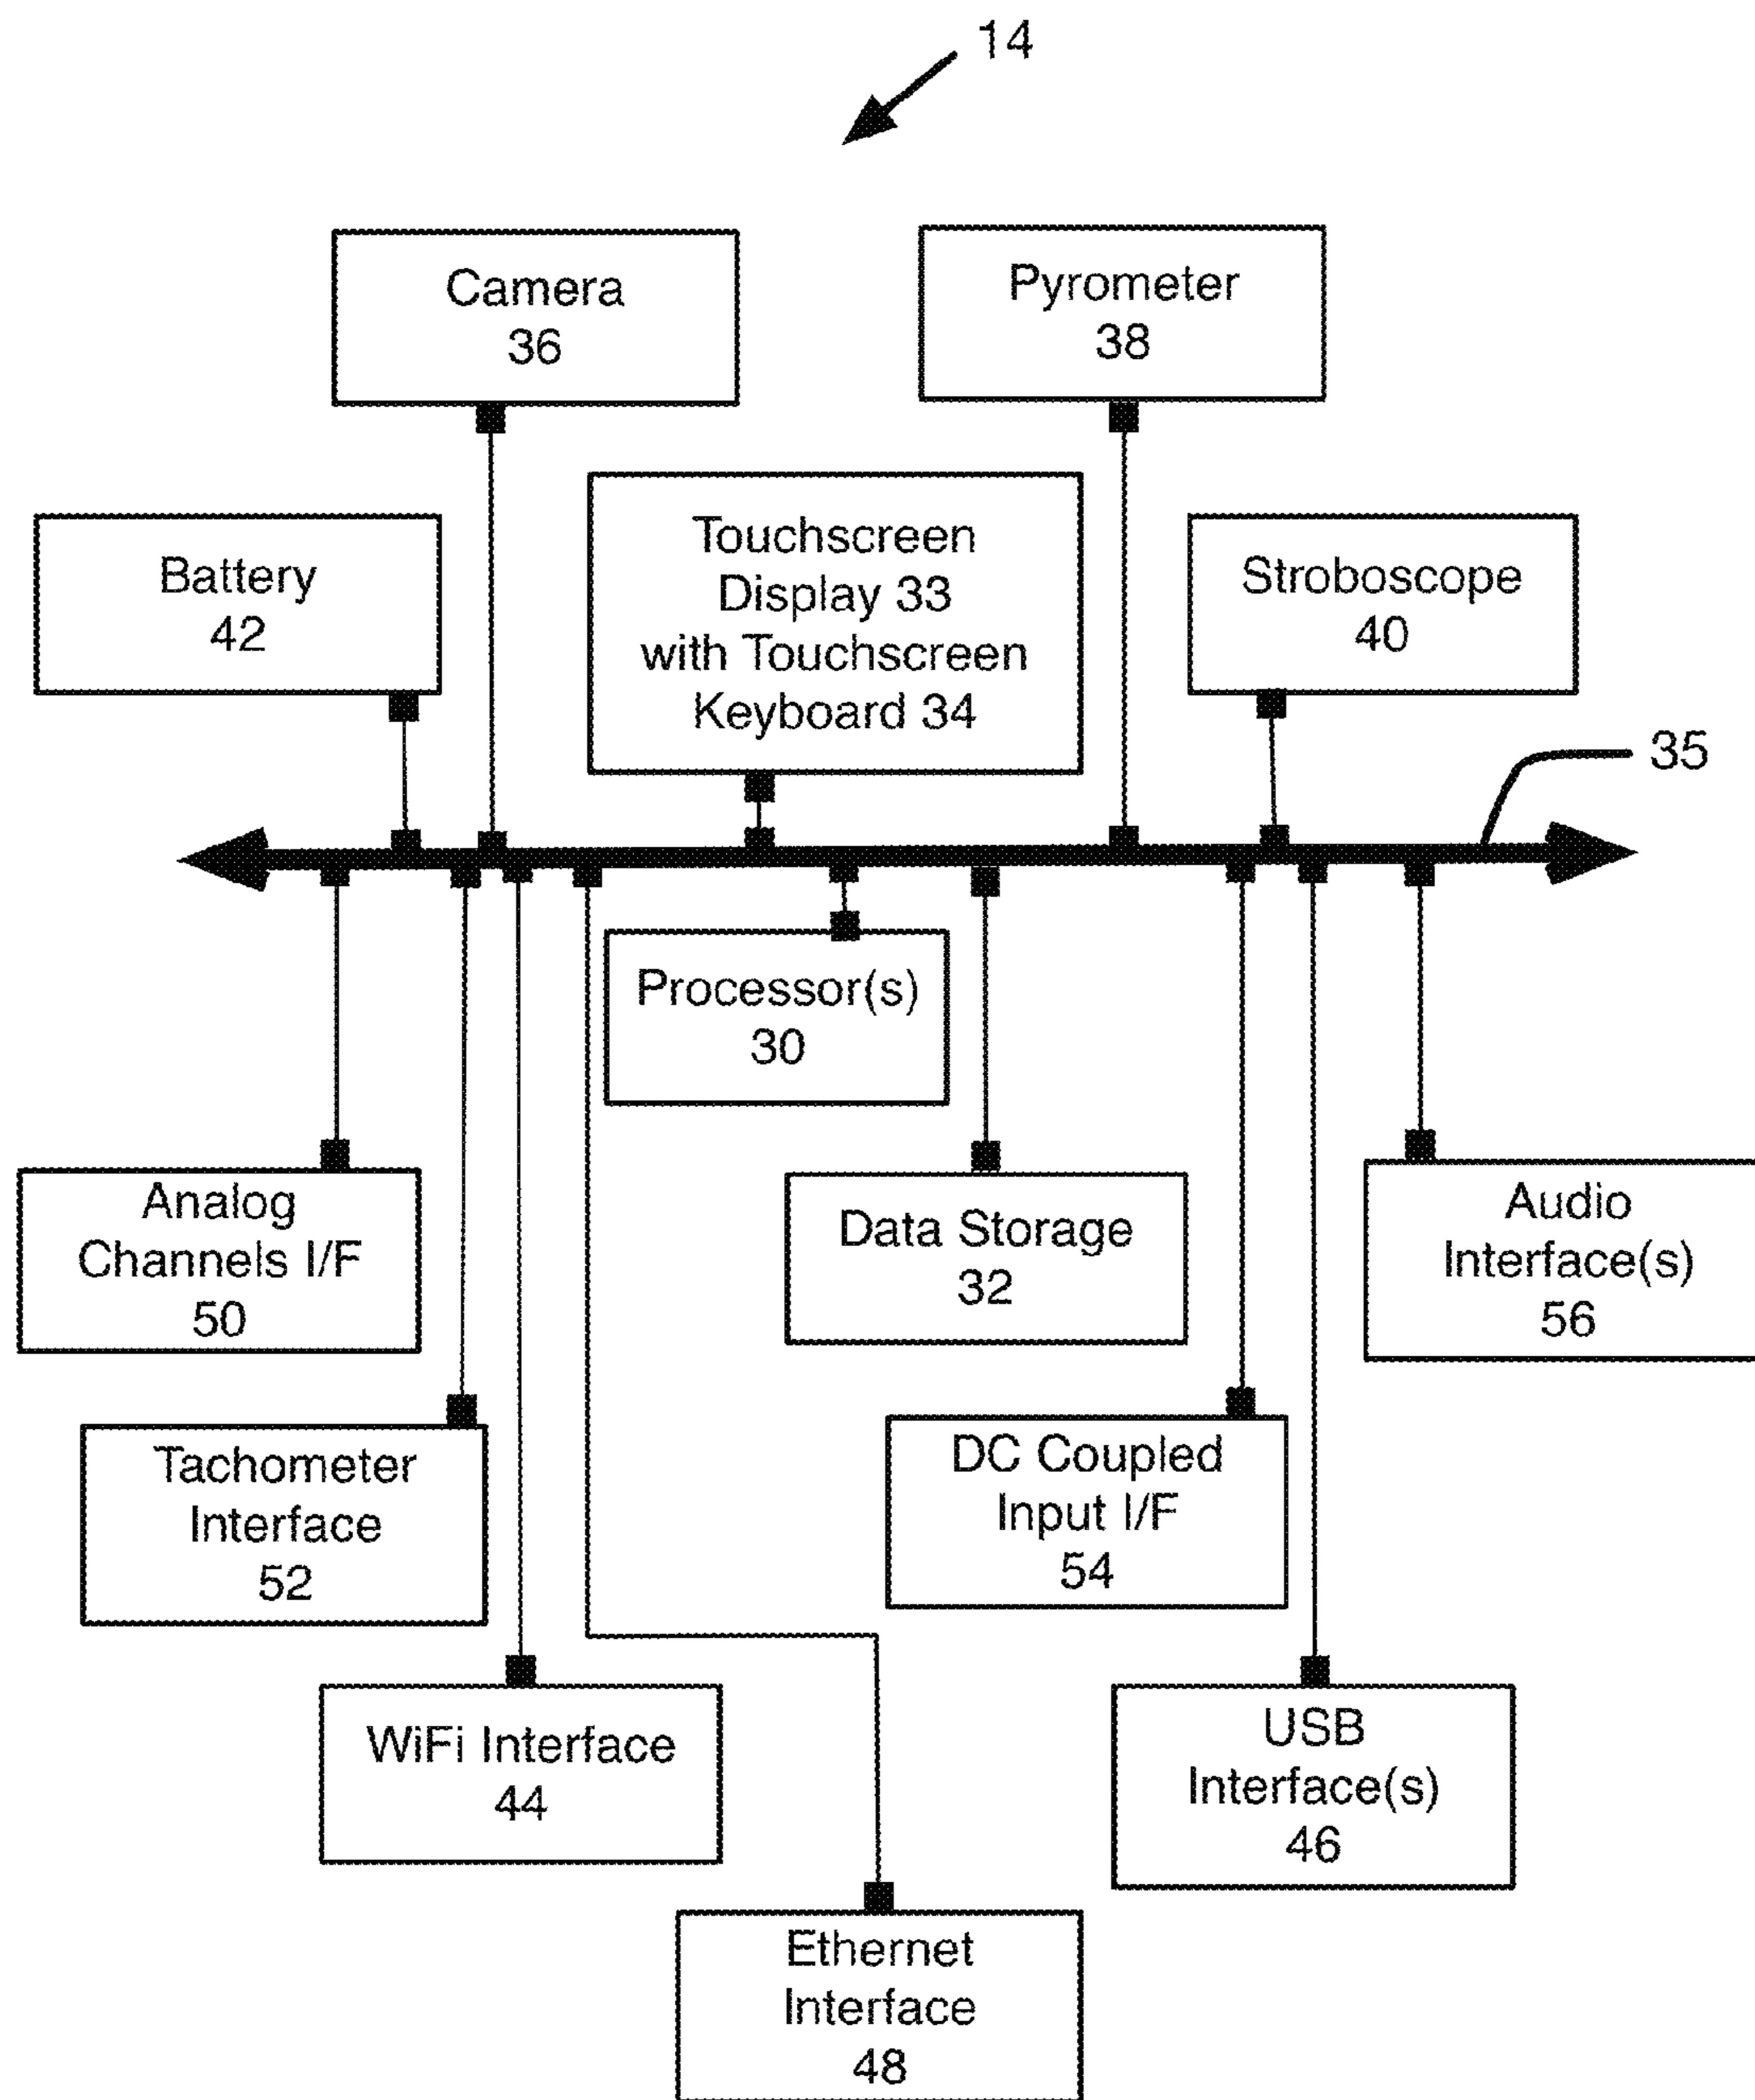 14
Camera
36
Pyrometer
38
Battery
42
Touchscreen
Display 33
with Touchscreen
Keyboard 34
Stroboscope
40
35
Processor(s)
30
Analog
Channels I/F
50
Data Storage
32
Audio
Interface(s)
56
Tachometer
Interface
52
DC Coupled
Input I/F
54
WiFi Interface
44
USB
Interface(s)
46
Ethernet
Interface
48